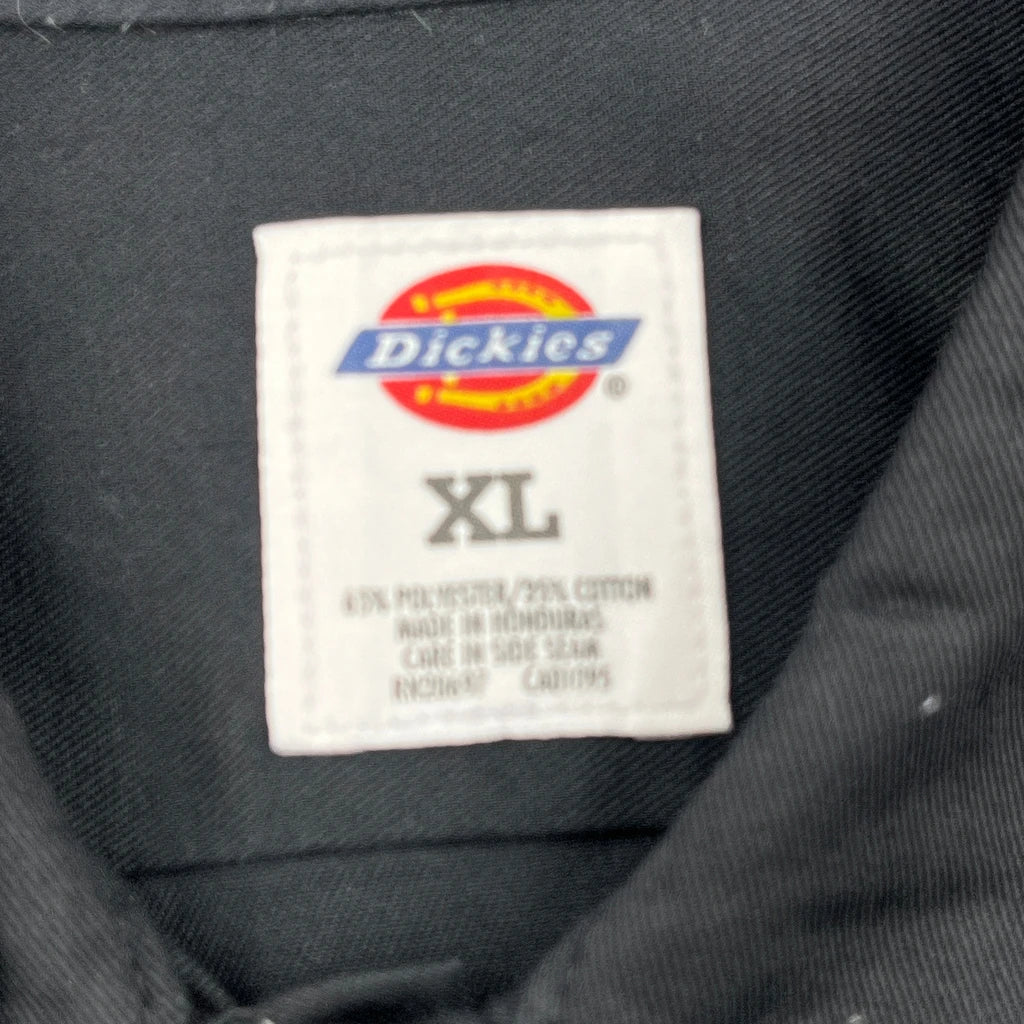 Dickies
®
XL
65% POLYESTER/35% COTTON
MADE IN HONDURAS
CARE IN SIDE SEAM